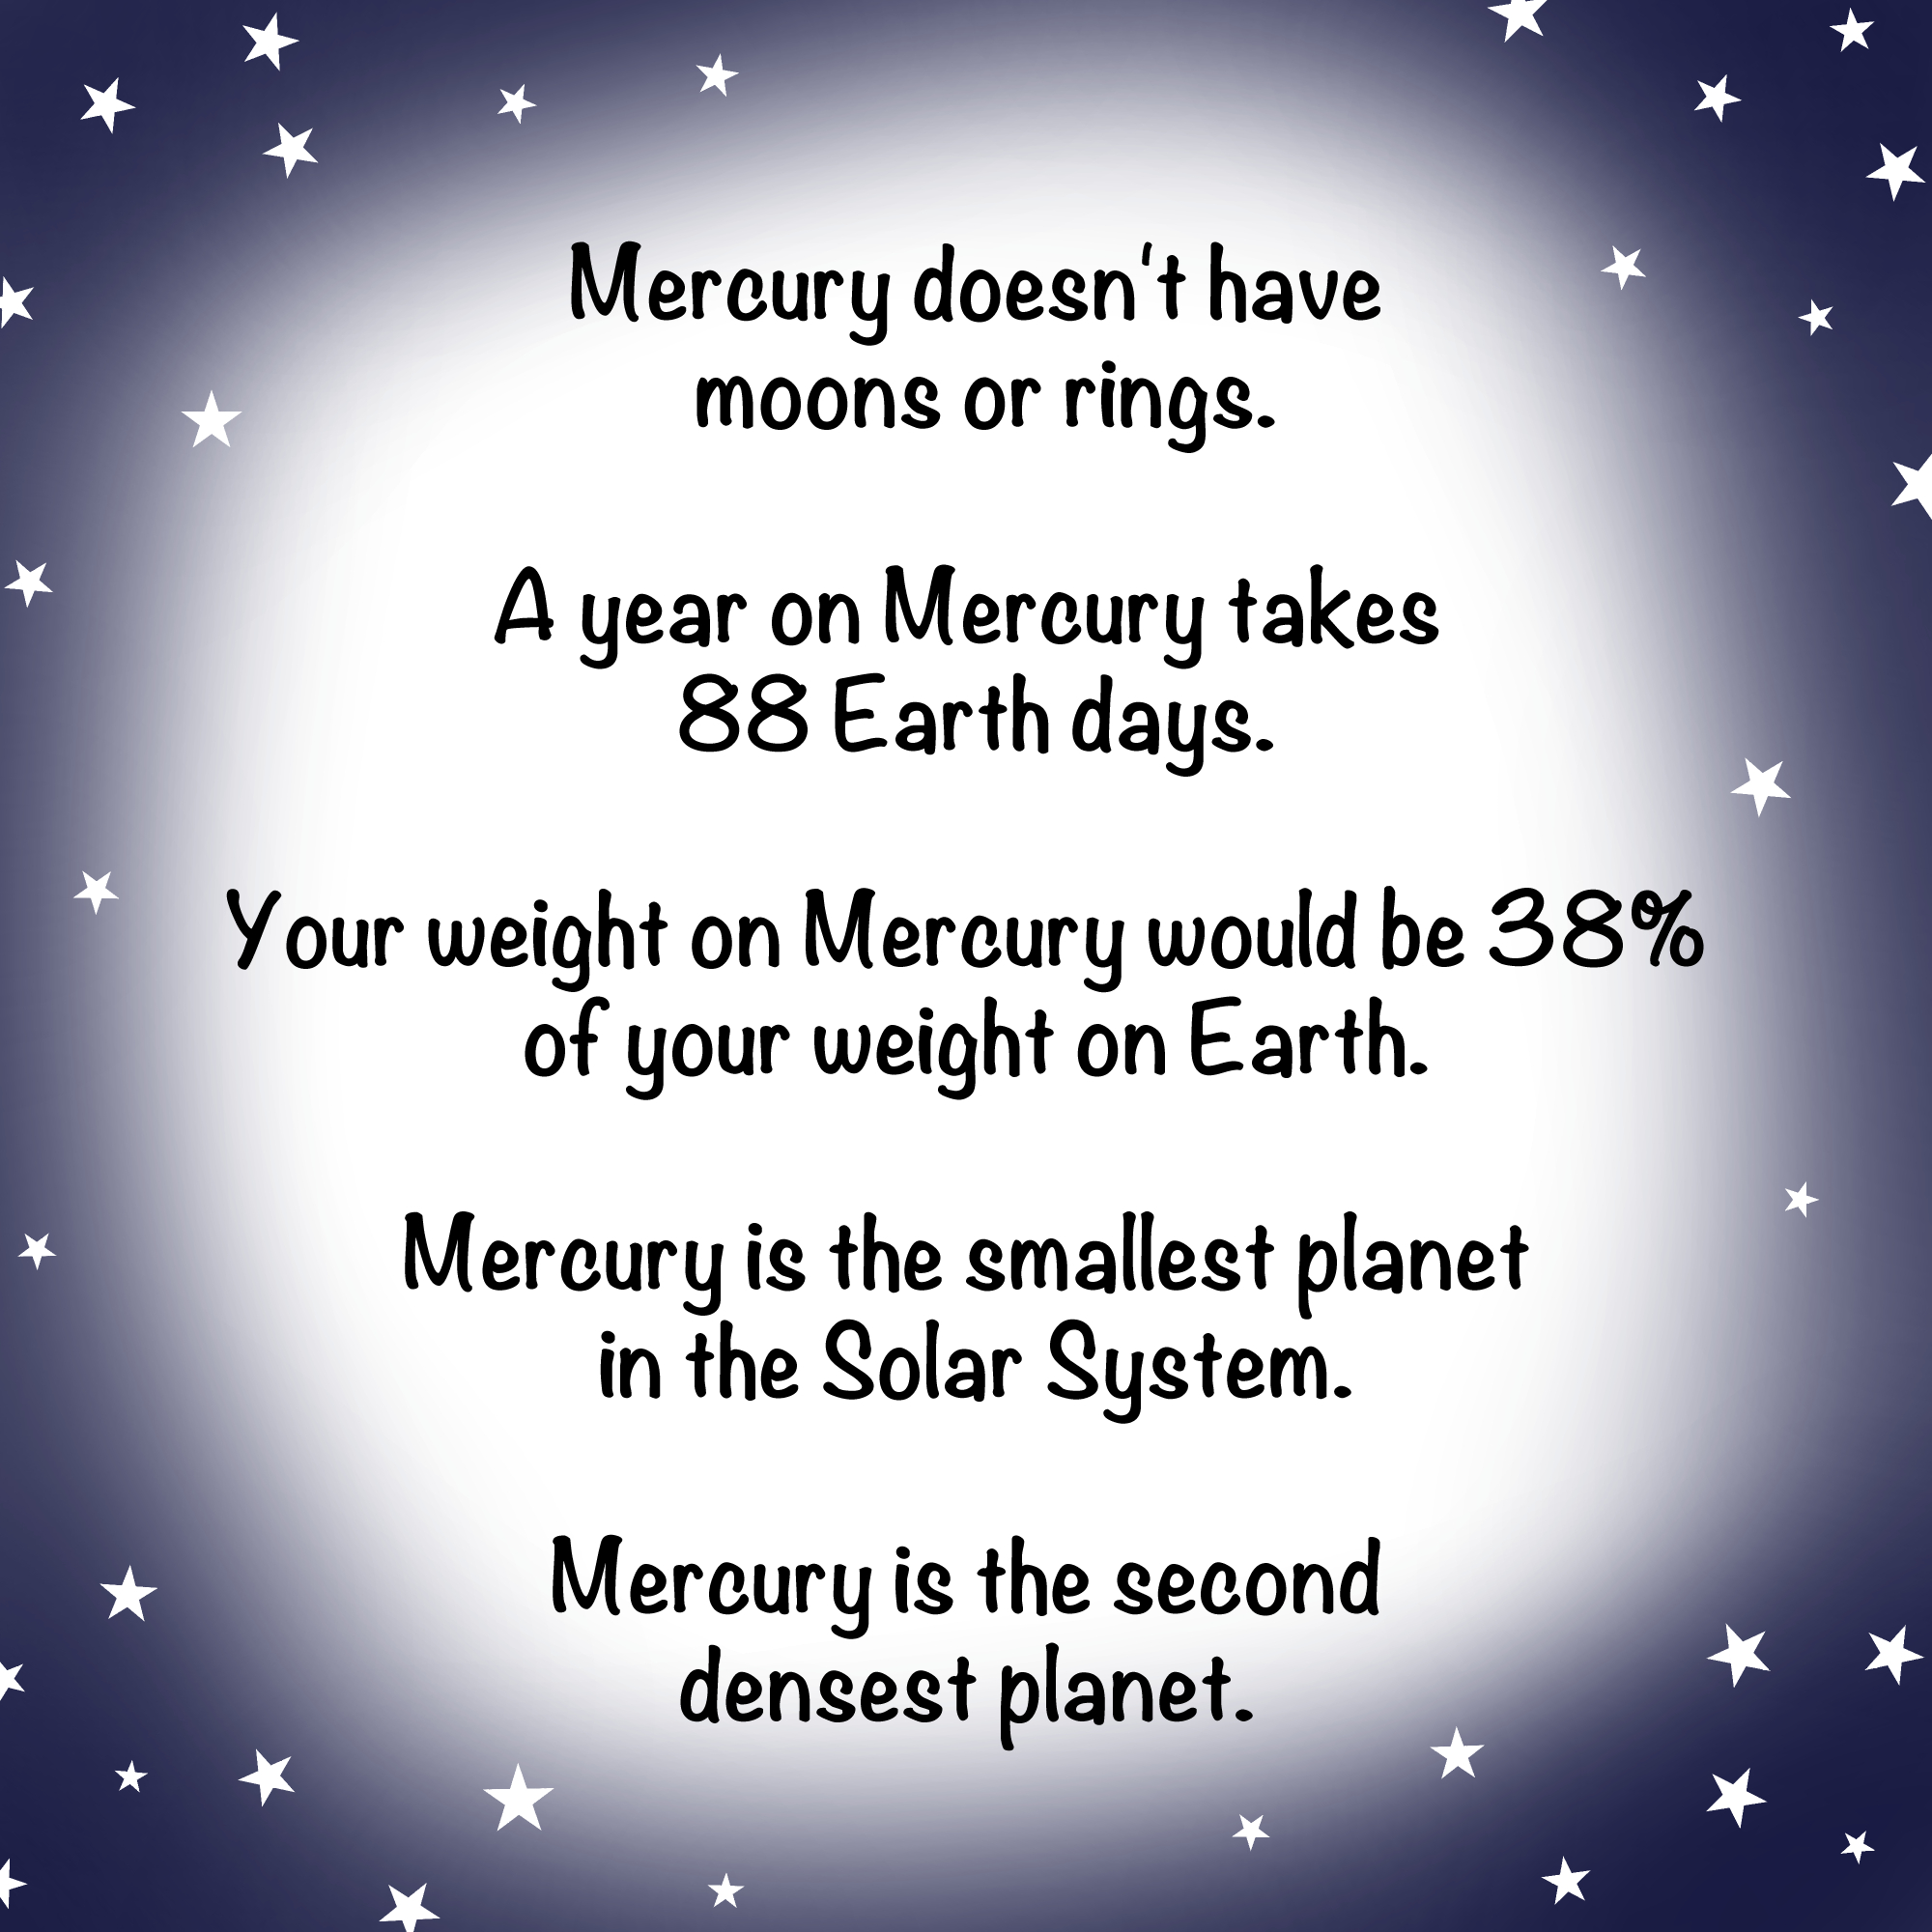 Mercury doesn't have
moons or rings.
A year on Mercury takes
88 Earth days.
Your weight on Mercury would be 38%
of your weight on Earth.
Mercury is the smallest planet
in the Solar System.
Mercury is the second
densest planet.